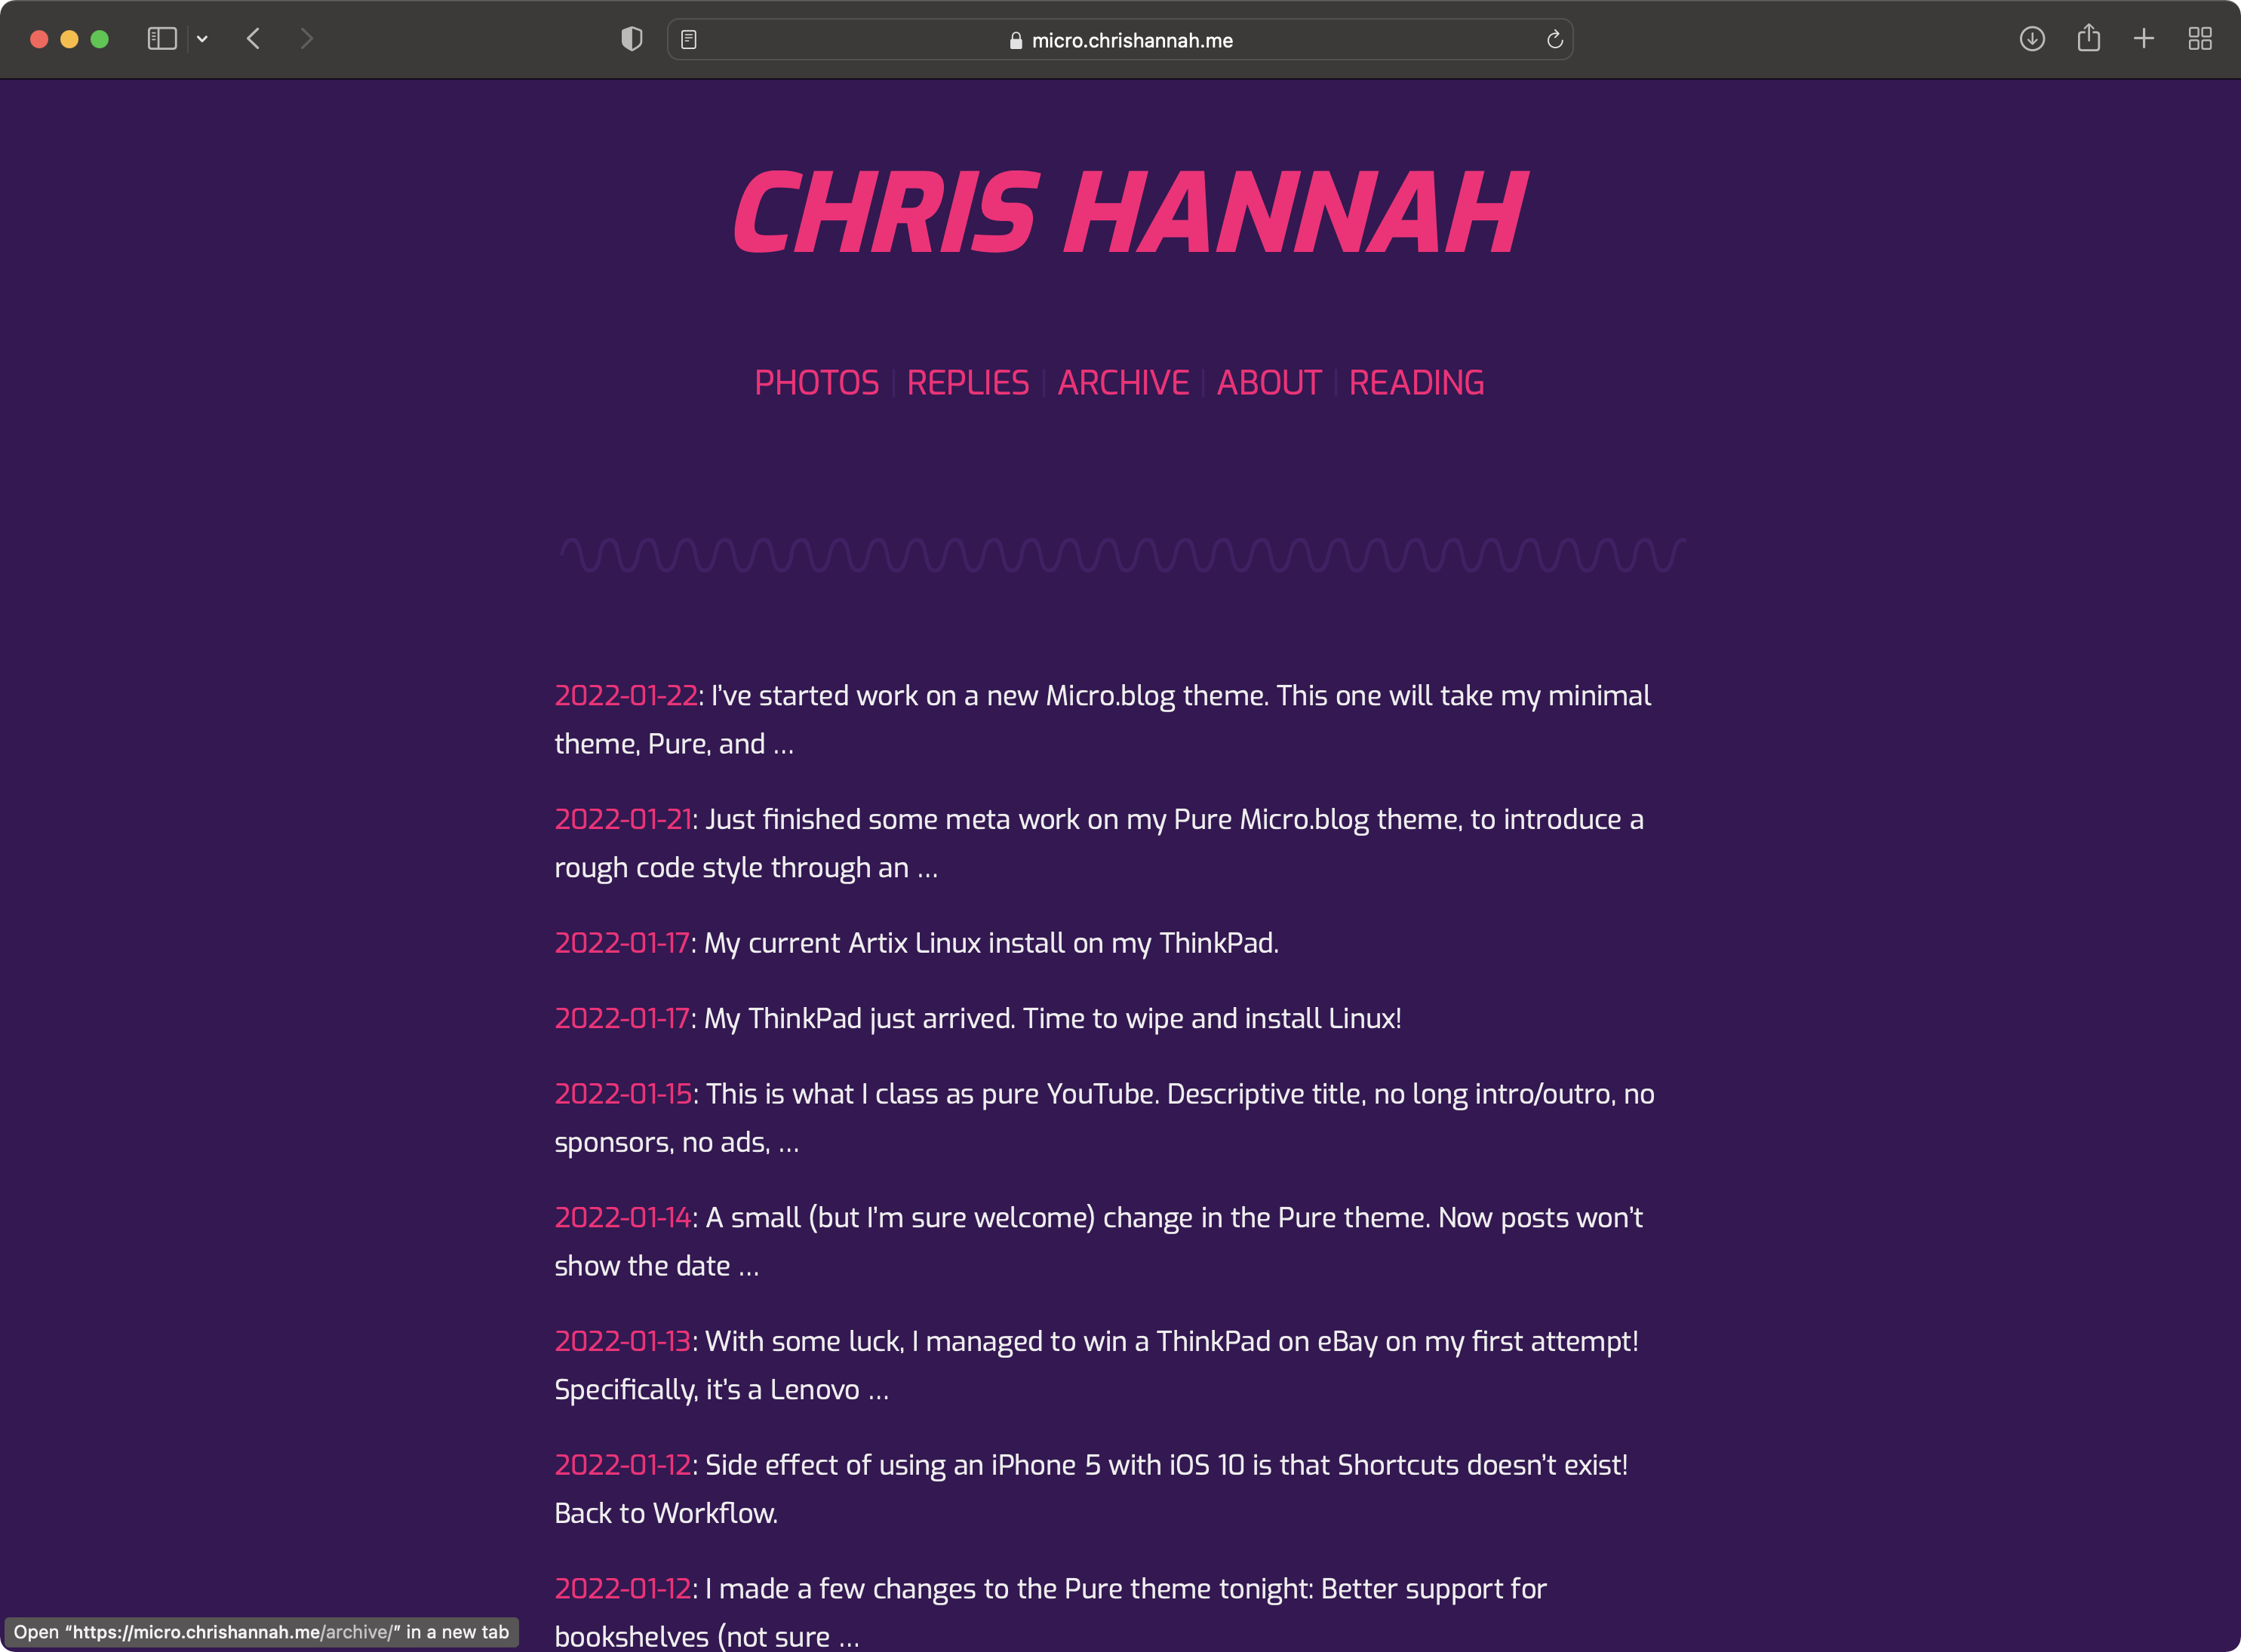 micro.chrishannah.me
CHRIS HANNAH
PHOTOS | REPLIES | ARCHIVE | ABOUT | READING
2022-01-22: I’ve started work on a new Micro.blog theme. This one will take my minimal
theme, Pure, and …
2022-01-21: Just finished some meta work on my Pure Micro.blog theme, to introduce a
rough code style through an …
2022-01-17: My current Artix Linux install on my ThinkPad.
2022-01-17: My ThinkPad just arrived. Time to wipe and install Linux!
2022-01-15: This is what I class as pure YouTube. Descriptive title, no long intro/outro, no
sponsors, no ads, …
2022-01-14: A small (but I’m sure welcome) change in the Pure theme. Now posts won’t
show the date …
2022-01-13: With some luck, I managed to win a ThinkPad on eBay on my first attempt!
Specifically, it’s a Lenovo …
2022-01-12: Side effect of using an iPhone 5 with iOS 10 is that Shortcuts doesn’t exist!
Back to Workflow.
2022-01-12: I made a few changes to the Pure theme tonight: Better support for
bookshelves (not sure …
Open “https://micro.chrishannah.me/archive/” in a new tab